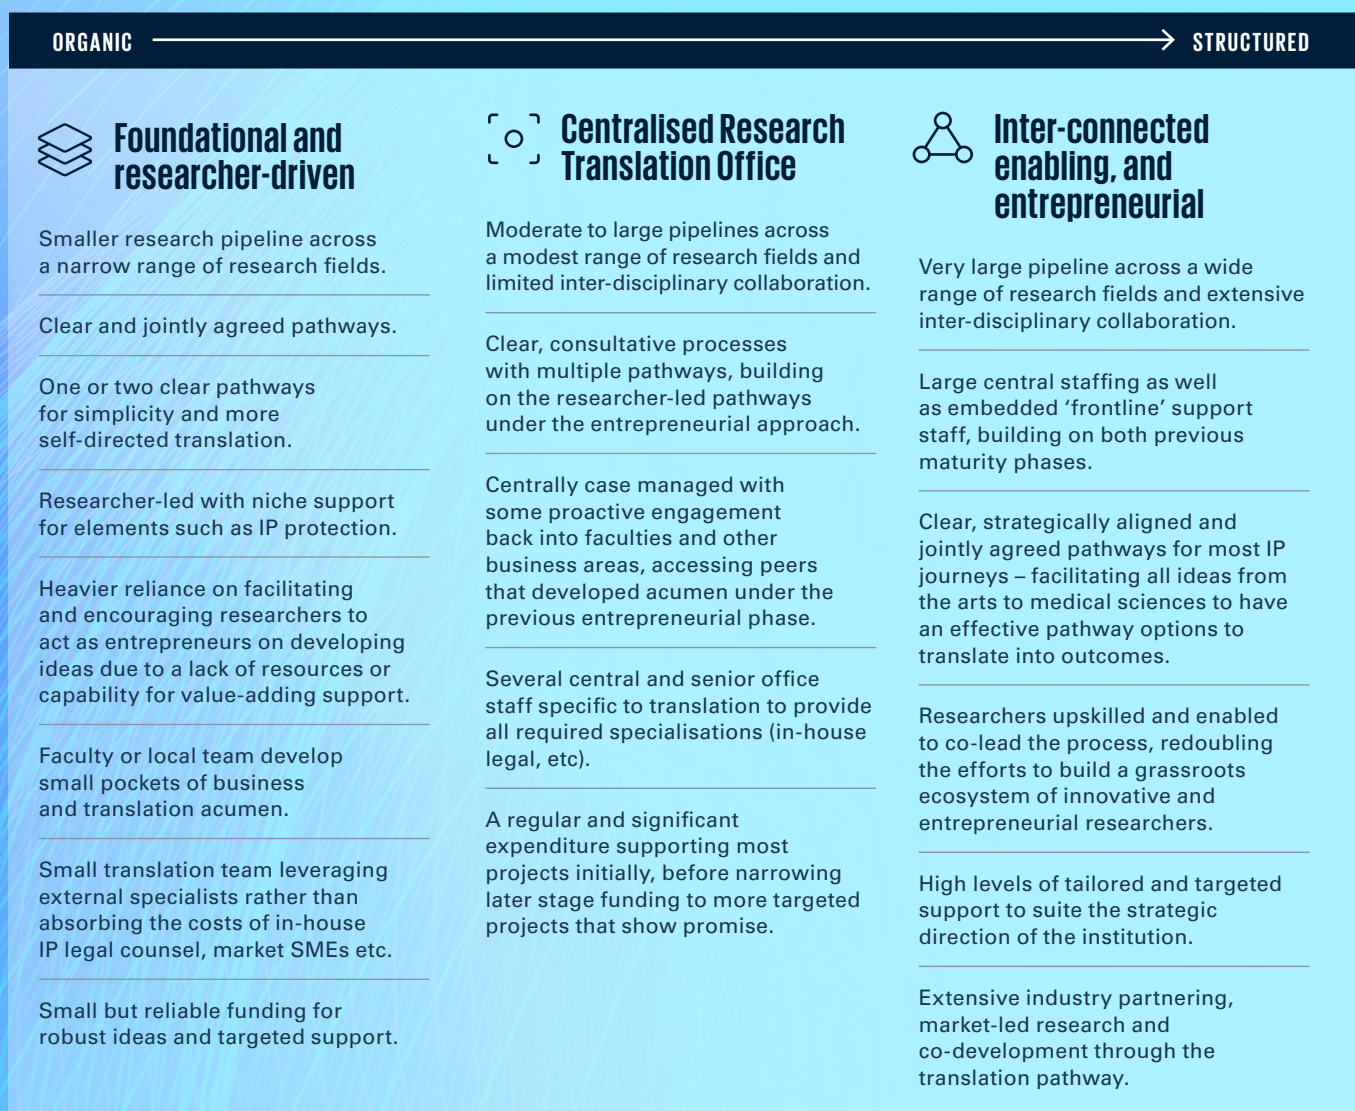 ORGANIC
STRUCTURED
Foundational and
researcher-driven
Smaller research pipeline across
a narrow range of research fields.
Clear and jointly agreed pathways.
One or two clear pathways
for simplicity and more
self-directed translation.
Researcher-led with niche support
for elements such as IP protection.
Heavier reliance on facilitating
and encouraging researchers to
act as entrepreneurs on developing
ideas due to a lack of resources or
capability for value-adding support.
Faculty or local team develop
small pockets of business
and translation acumen.
Small translation team leveraging
external specialists rather than
absorbing the costs of in-house
IP legal counsel, market SMEs etc.
Small but reliable funding for
robust ideas and targeted support.
Centralised Research
Translation Office
Moderate to large pipelines across
a modest range of research fields and
limited inter-disciplinary collaboration.
Clear, consultative processes
with multiple pathways, building
on the researcher-led pathways
under the entrepreneurial approach.
Centrally case managed with
some proactive engagement
back into faculties and other
business areas, accessing peers
that developed acumen under the
previous entrepreneurial phase.
Several central and senior office
staff specific to translation to provide
all required specialisations (in-house
legal, etc).
A regular and significant
expenditure supporting most
projects initially, before narrowing
later stage funding to more targeted
projects that show promise.
Inter-connected
enabling, and
entrepreneurial
Very large pipeline across a wide
range of research fields and extensive
inter-disciplinary collaboration.
Large central staffing as well
as embedded ‘frontline’ support
staff, building on both previous
maturity phases.
Clear, strategically aligned and
jointly agreed pathways for most IP
journeys – facilitating all ideas from
the arts to medical sciences to have
an effective pathway options to
translate into outcomes.
Researchers upskilled and enabled
to co-lead the process, redoubling
the efforts to build a grassroots
ecosystem of innovative and
entrepreneurial researchers.
High levels of tailored and targeted
support to suite the strategic
direction of the institution.
Extensive industry partnering,
market-led research and
co-development through the
translation pathway.